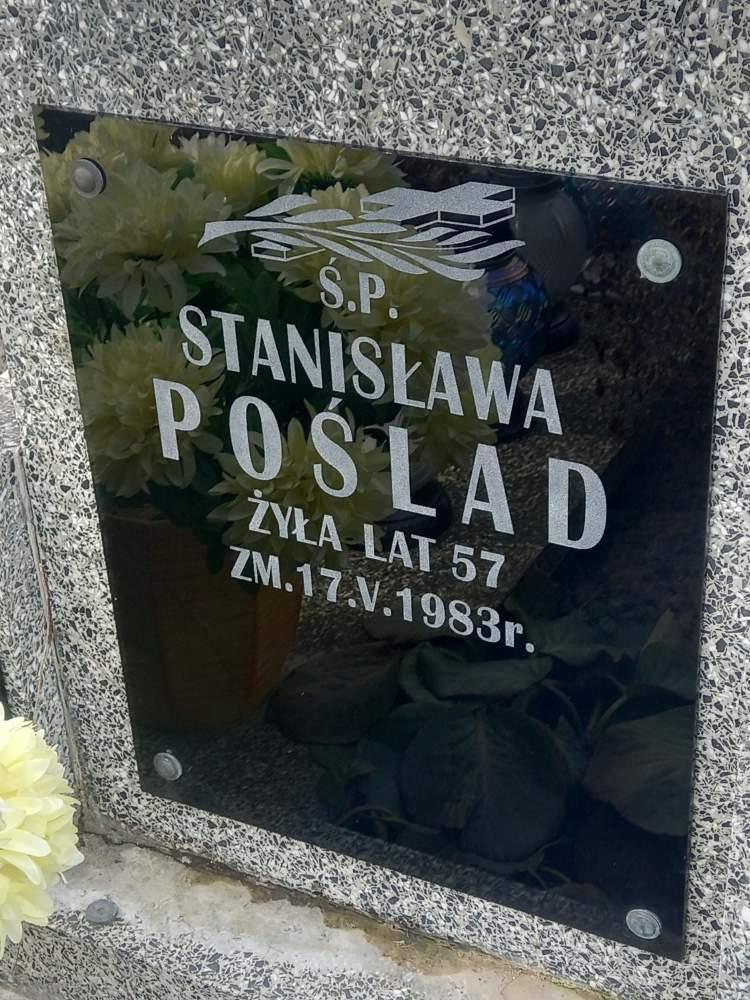 Ś.P.
STANISŁAWA
POŚLAD
ŻYŁA LAT 57
ZM.17.V.1983r.